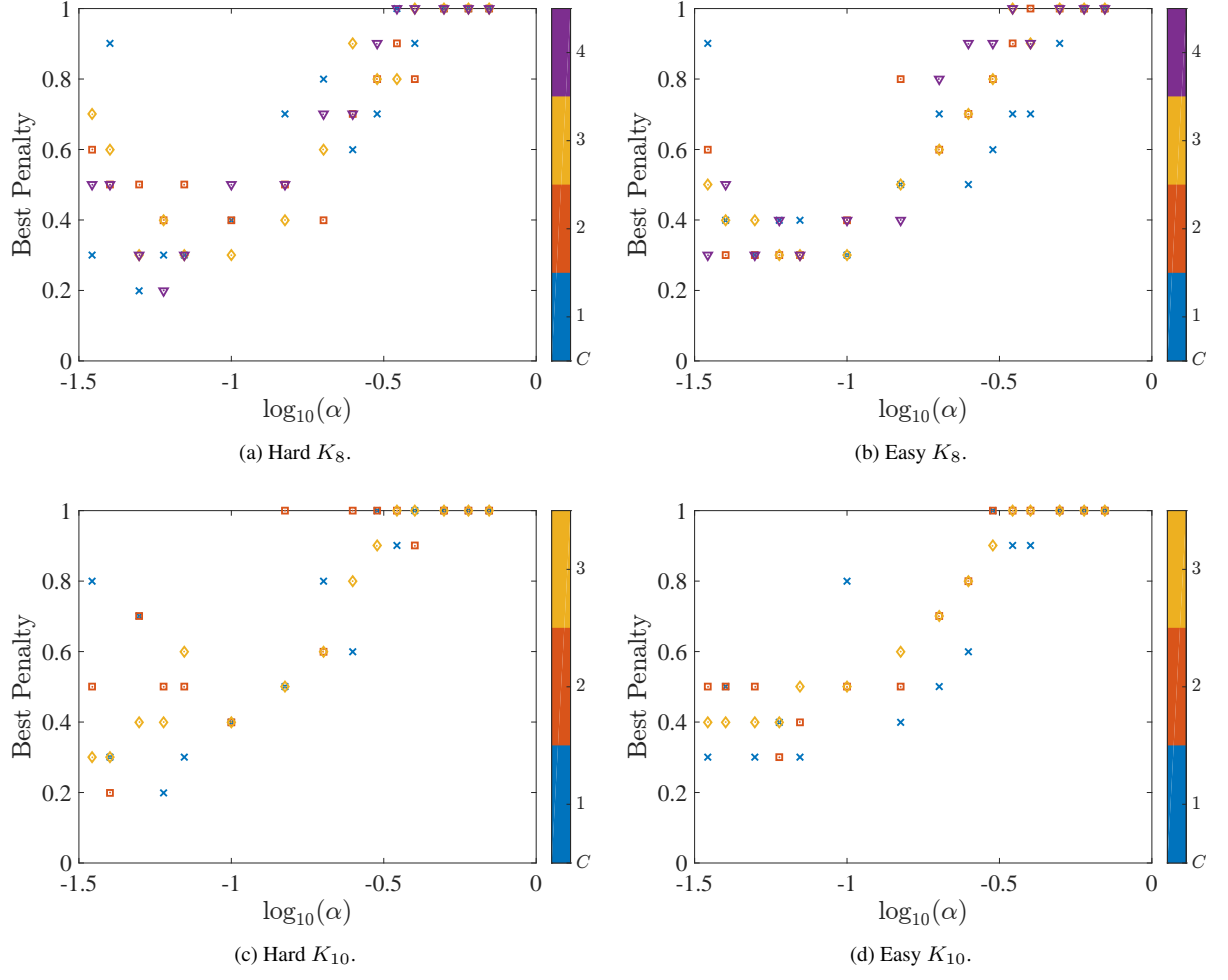 1
0.8
0.6
0.4
0.2
0
Best Penalty
-1.5 -1 -0.5 0
log₁₀(α)
4
3
2
1
C
(a) Hard K₈.
1
0.8
0.6
0.4
0.2
0
Best Penalty
-1.5 -1 -0.5 0
log₁₀(α)
4
3
2
1
C
(b) Easy K₈.
1
0.8
0.6
0.4
0.2
0
Best Penalty
-1.5 -1 -0.5 0
log₁₀(α)
3
2
1
C
(c) Hard K₁₀.
1
0.8
0.6
0.4
0.2
0
Best Penalty
-1.5 -1 -0.5 0
log₁₀(α)
3
2
1
C
(d) Easy K₁₀.